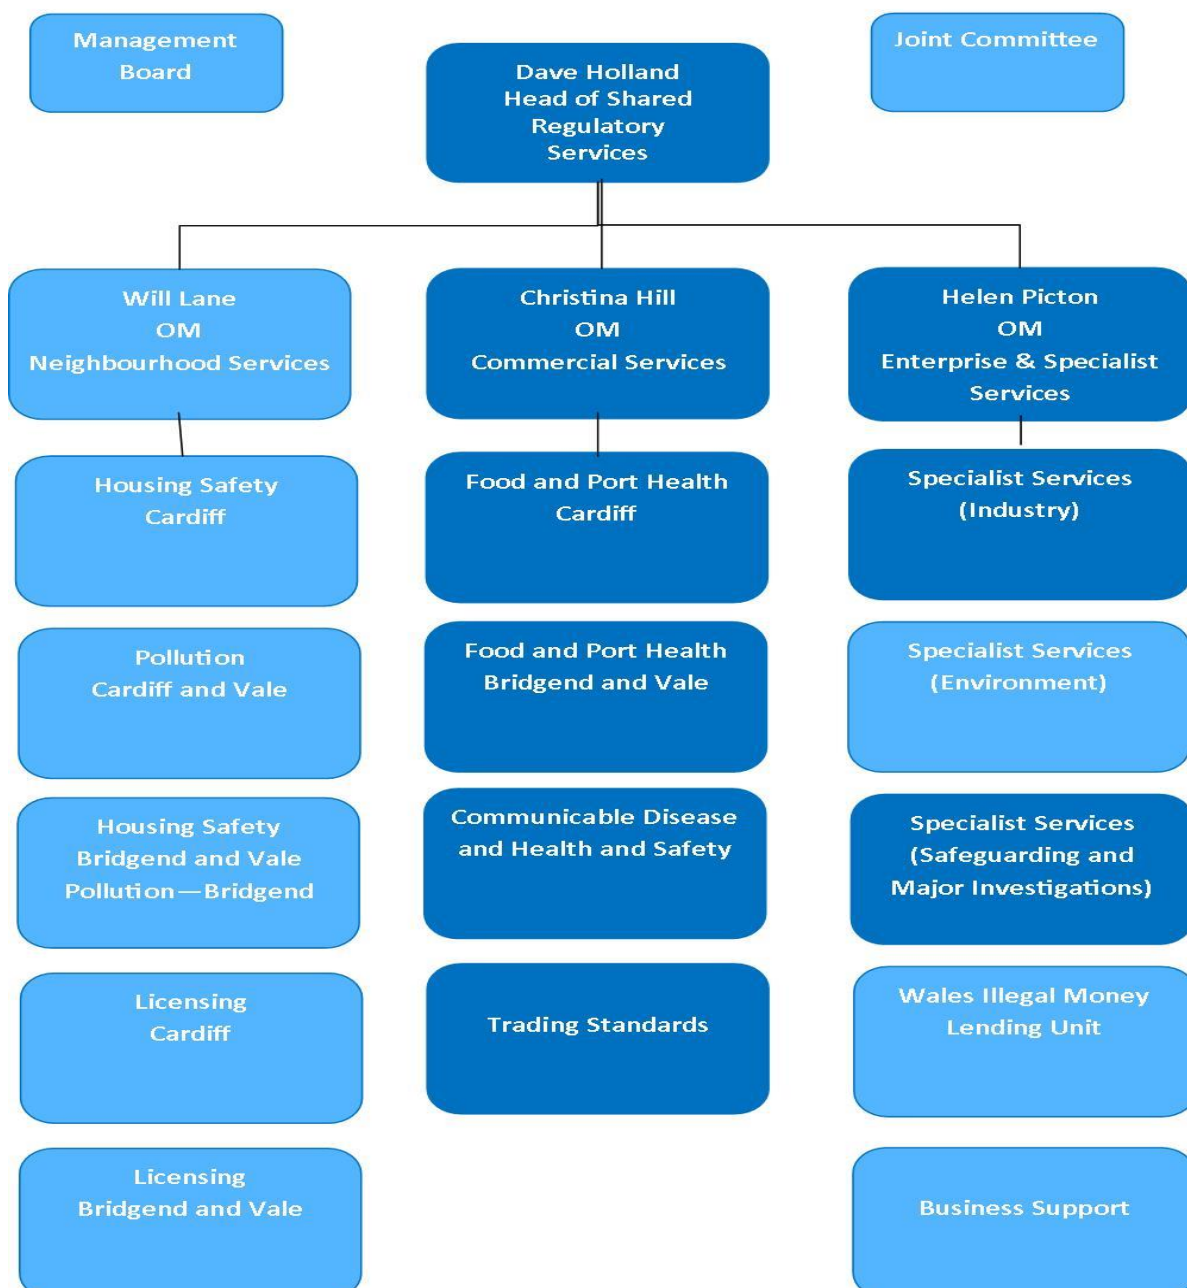 Management
Board
Joint Committee
Dave Holland
Head of Shared
Regulatory
Services
Will Lane
OM
Neighbourhood Services
Christina Hill
OM
Commercial Services
Helen Picton
OM
Enterprise & Specialist
Services
Housing Safety
Cardiff
Food and Port Health
Cardiff
Specialist Services
(Industry)
Pollution
Cardiff and Vale
Food and Port Health
Bridgend and Vale
Specialist Services
(Environment)
Housing Safety
Bridgend and Vale
Pollution—Bridgend
Communicable Disease
and Health and Safety
Specialist Services
(Safeguarding and
Major Investigations)
Licensing
Cardiff
Trading Standards
Wales Illegal Money
Lending Unit
Licensing
Bridgend and Vale
Business Support